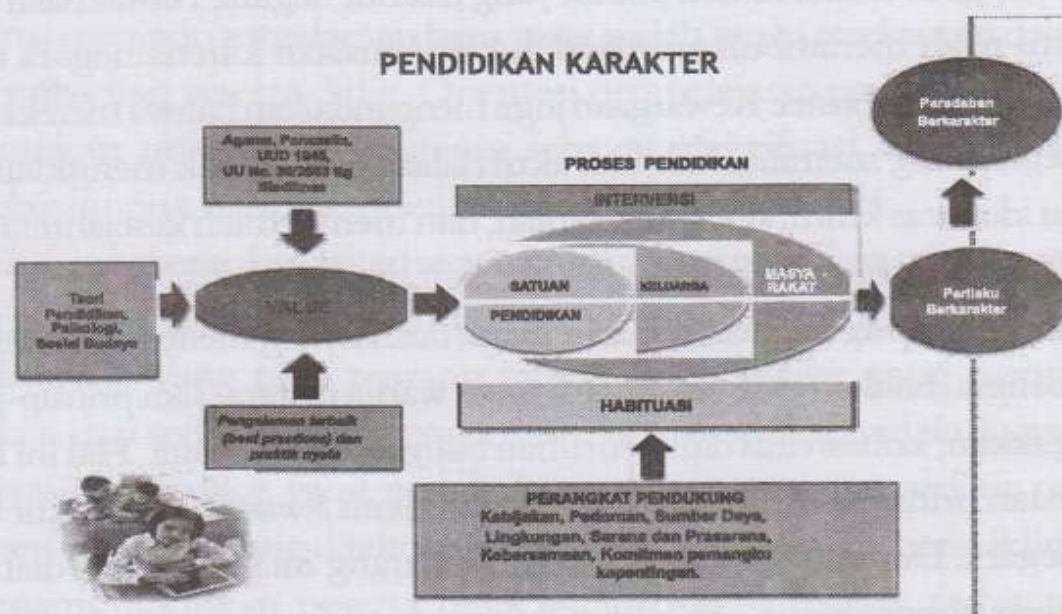 PENDIDIKAN KARAKTER
Peradaban
Berkarakter
Agama, Pancasila,
UUD 1945,
UU No. 20/2003 ttg
Sisdiknas
PROSES PENDIDIKAN
INTERVENSI
Teori
Pendidikan,
Psikologi,
Sosial Budaya
VALUE
SATUAN
PENDIDIKAN
KELUARGA
MASYA -
RAKAT
Perilaku
Berkarakter
Pengalaman terbaik
(best practices) dan
praktik nyata
HABITUASI
PERANGKAT PENDUKUNG
Kebijakan, Pedoman, Sumber Daya,
Lingkungan, Sarana dan Prasarana,
Kebersamaan, Komitmen pemangku
kepentingan.